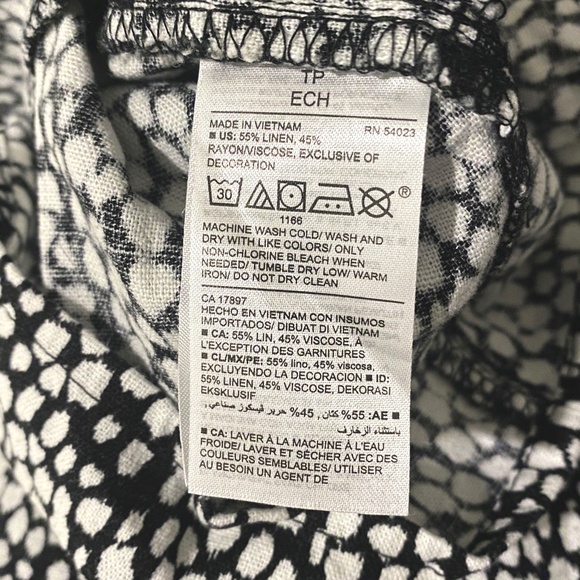 TP
ECH
MADE IN VIETNAM RN 54023
■ US: 55% LINEN, 45%
RAYON/VISCOSE, EXCLUSIVE OF
DECORATION
30 ®
1166
MACHINE WASH COLD/ WASH AND
DRY WITH LIKE COLORS/ ONLY
NON-CHLORINE BLEACH WHEN
NEEDED/ TUMBLE DRY LOW/ WARM
IRON/ DO NOT DRY CLEAN
CA 17897
HECHO EN VIETNAM CON INSUMOS
IMPORTADOS/ DIBUAT DI VIETNAM
■ CA: 55% LIN, 45% VISCOSE, À
L'EXCEPTION DES GARNITURES
■ CL/MX/PE: 55% lino, 45% viscosa,
EXCLUYENDO LA DECORACION ■ ID:
55% LINEN, 45% VISCOSE, DEKORASI
EKSKLUSIF
■ AE: 55% كتان , 45% حرير فيسكوز صناعي,
باستثناء الزخارف
■ CA: LAVER À LA MACHINE À L'EAU
FROIDE/ LAVER ET SÉCHER AVEC DES
COULEURS SEMBLABLES/ UTILISER
AU BESOIN UN AGENT DE